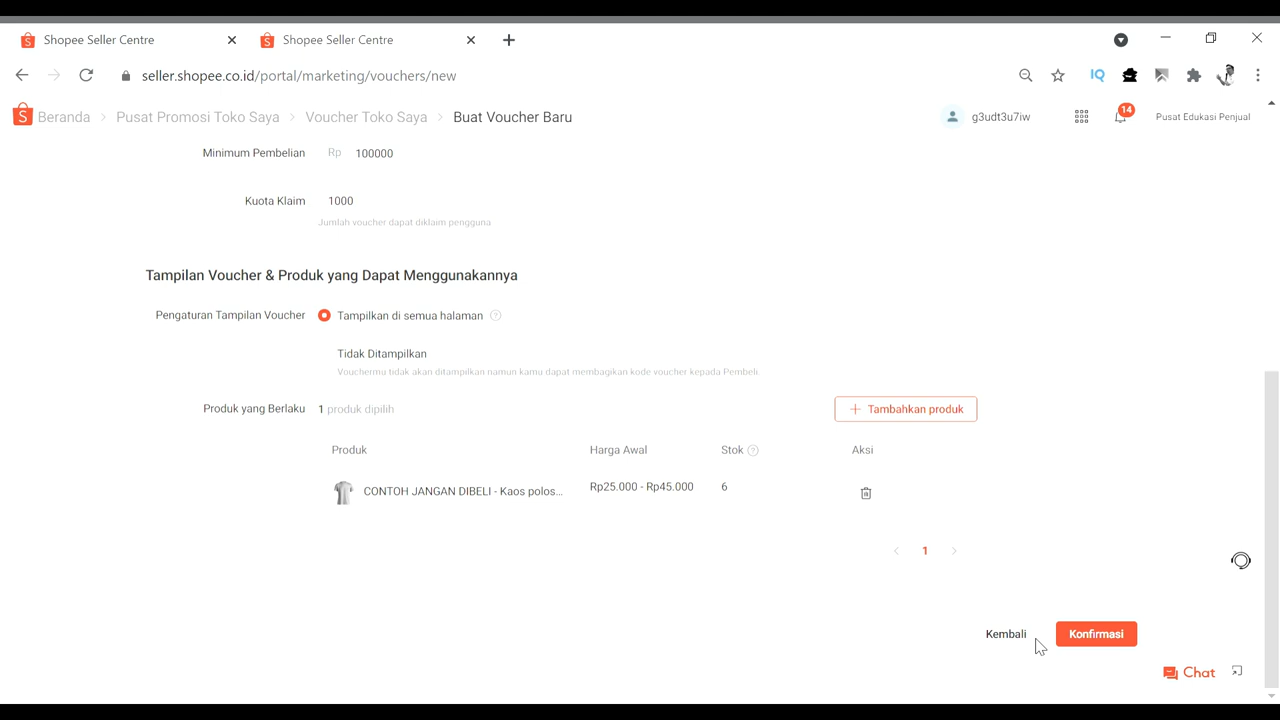 Shopee Seller Centre
Shopee Seller Centre
seller.shopee.co.id/portal/marketing/vouchers/new
IQ
Beranda > Pusat Promosi Toko Saya > Voucher Toko Saya > Buat Voucher Baru
g3udt3u7iw
14
Pusat Edukasi Penjual
Minimum Pembelian Rp 100000
Kuota Klaim 1000
Jumlah voucher dapat diklaim pengguna
Tampilan Voucher & Produk yang Dapat Menggunakannya
Pengaturan Tampilan Voucher Tampilkan di semua halaman
Tidak Ditampilkan
Vouchermu tidak akan ditampilkan namun kamu dapat membagikan kode voucher kepada Pembeli.
Produk yang Berlaku 1 produk dipilih
+ Tambahkan produk
Produk Harga Awal Stok Aksi
CONTOH JANGAN DIBELI - Kaos polos... Rp25.000 - Rp45.000 6
< 1 >
Kembali Konfirmasi
Chat